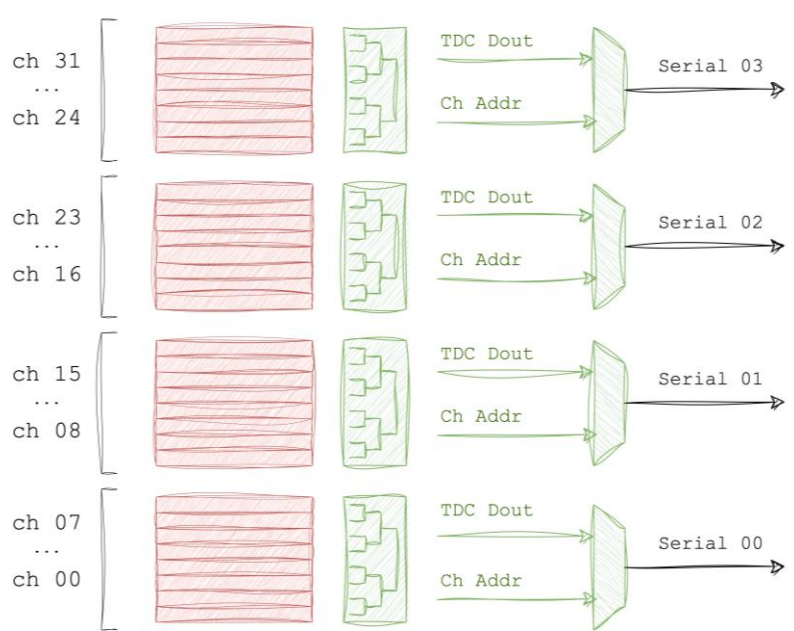 ch 31
...
ch 24
TDC Dout
Ch Addr
Serial 03
ch 23
...
ch 16
TDC Dout
Ch Addr
Serial 02
ch 15
...
ch 08
TDC Dout
Ch Addr
Serial 01
ch 07
...
ch 00
TDC Dout
Ch Addr
Serial 00